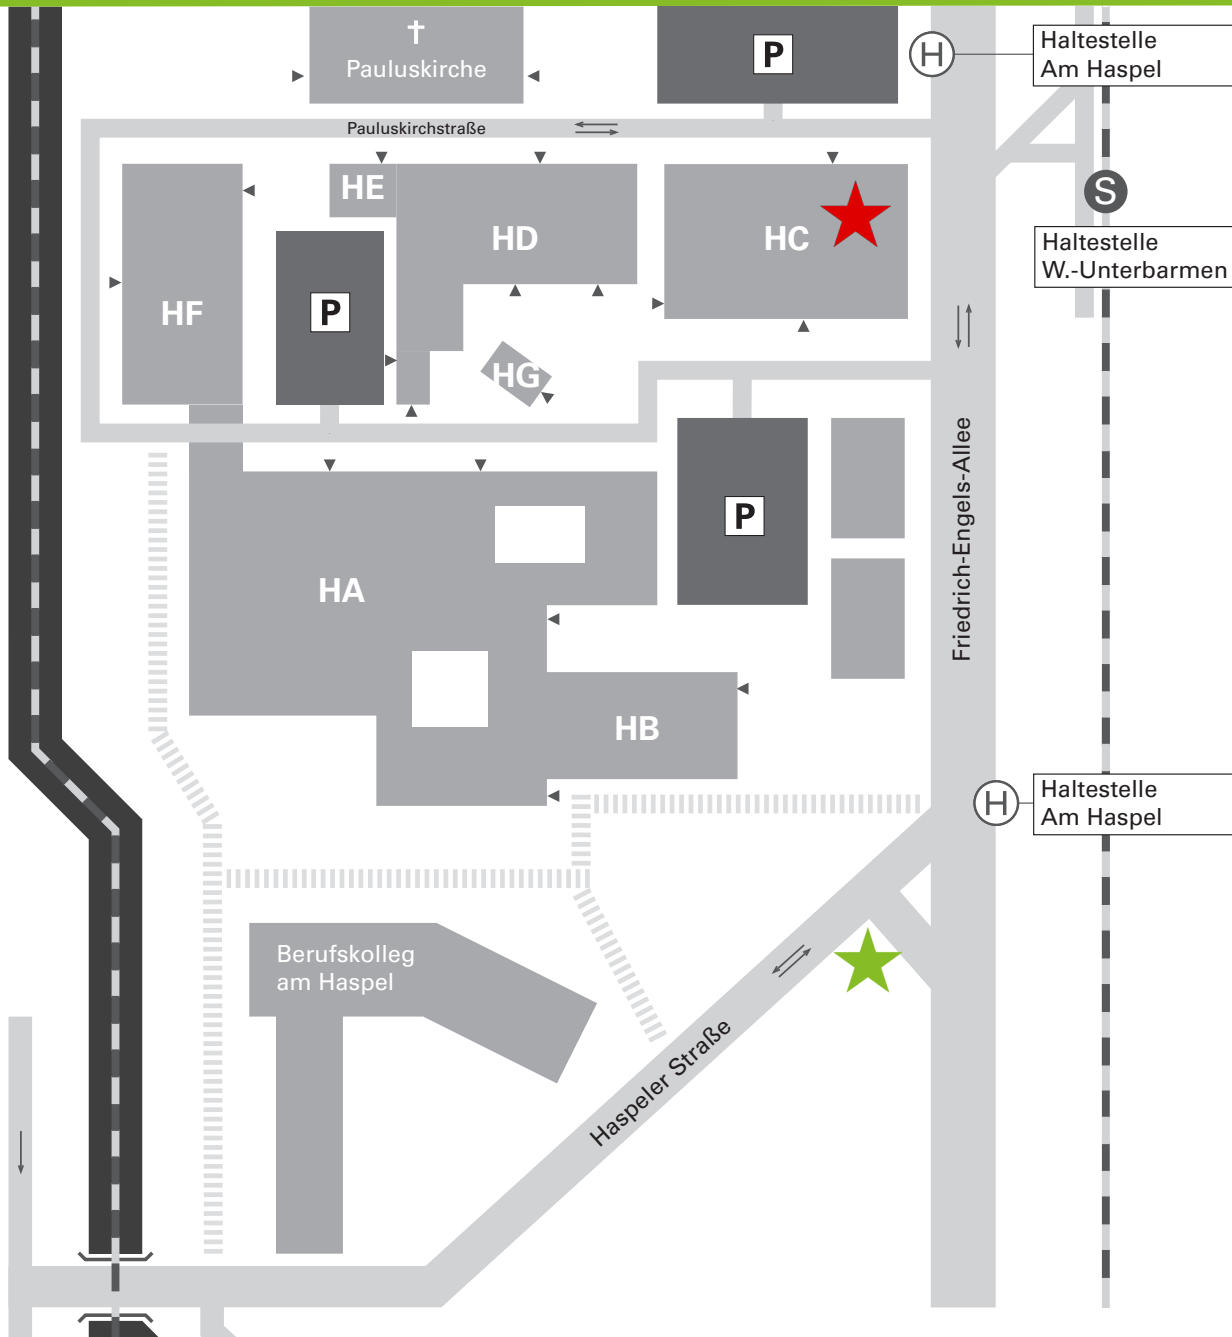 Pauluskirche
P
H
Haltestelle
Am Haspel
Pauluskirchstraße
HE
HD
HC
S
Haltestelle
W.-Unterbarmen
HF
P
HG
Friedrich-Engels-Allee
P
HA
HB
H
Haltestelle
Am Haspel
Berufskolleg
am Haspel
Haspeler Straße